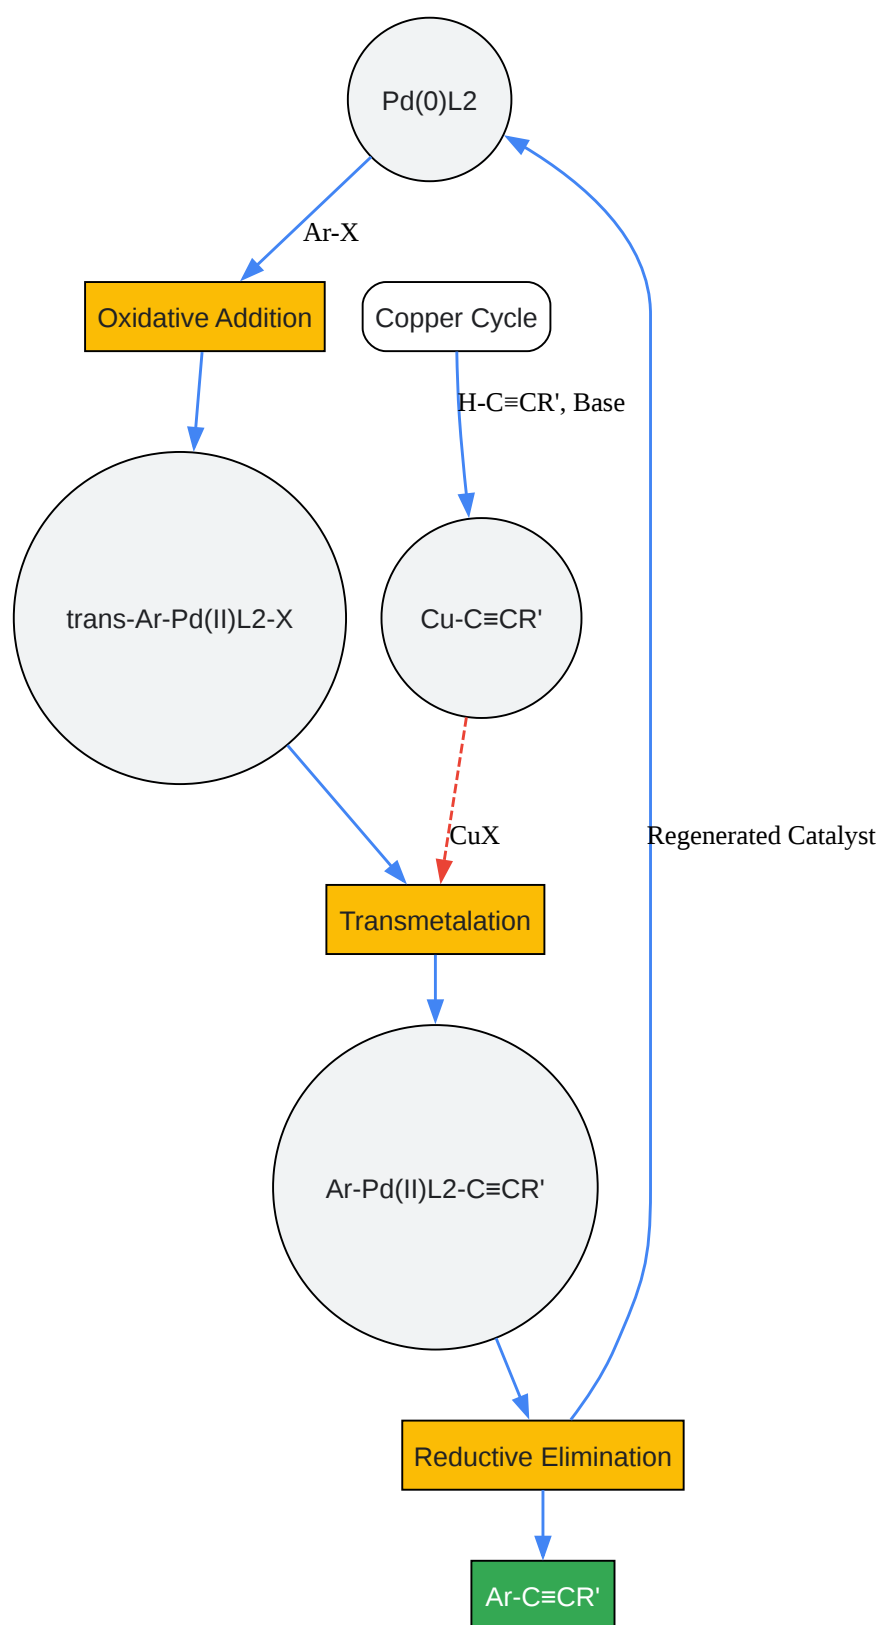 Pd(0)L2
Ar-X
Oxidative Addition
Copper Cycle
H-C≡CR', Base
trans-Ar-Pd(II)L2-X
Cu-C≡CR'
CuX
Regenerated Catalyst
Transmetalation
Ar-Pd(II)L2-C≡CR'
Reductive Elimination
Ar-C≡CR'